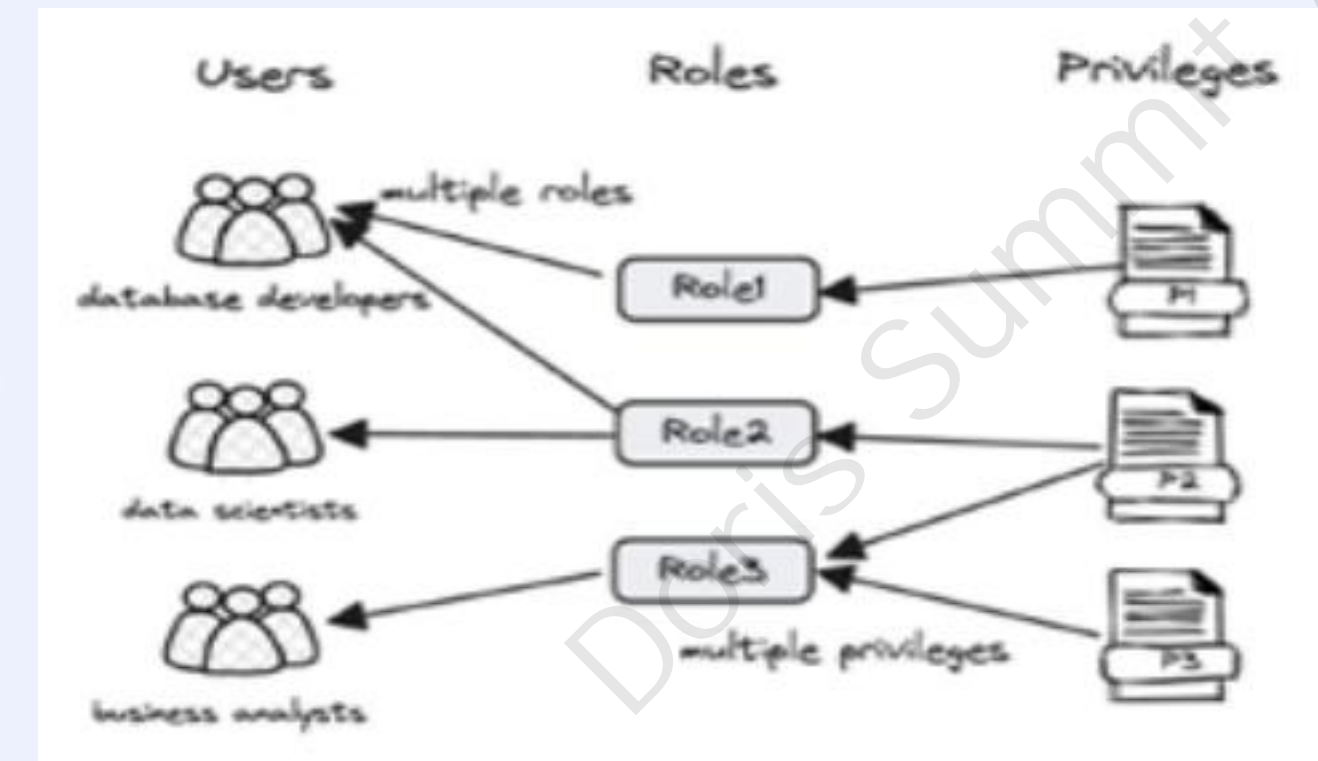 Users
Roles
Privileges
multiple roles
database developers
Role1
P1
Role2
P2
data scientists
Role3
multiple privileges
P3
business analysts
Doris Summit